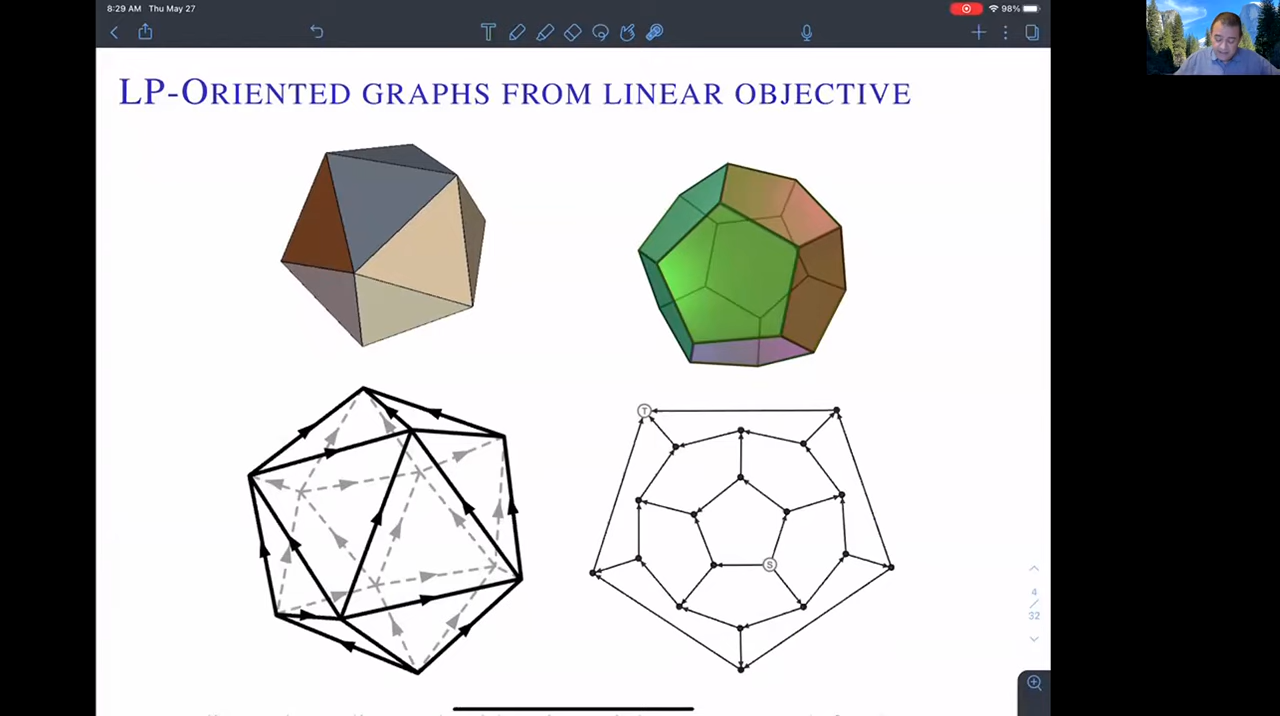 8:29 AM Thu May 27
98%
T
LP-ORIENTED GRAPHS FROM LINEAR OBJECTIVE
T
S
4
/
32